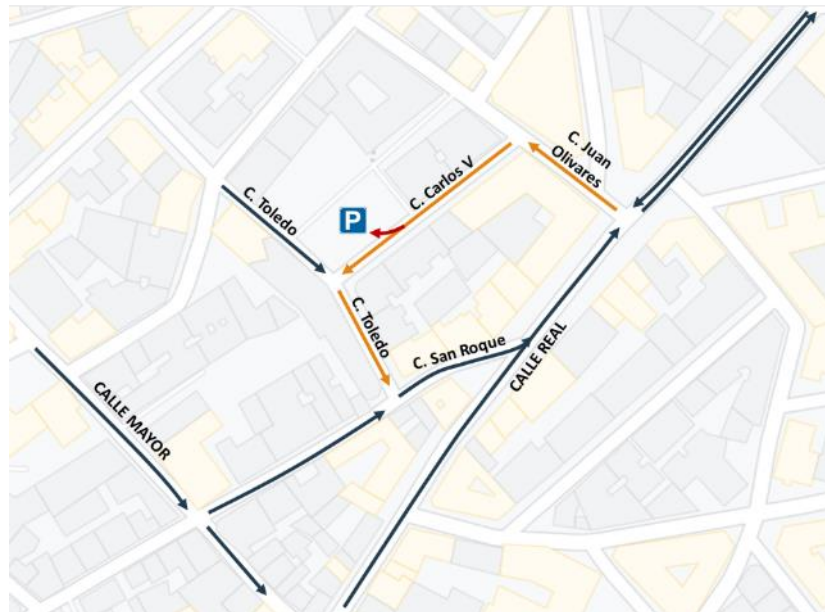 C. Juan
Olivares
C. Carlos V
C. Toledo
P
C. Toledo
C. San Roque
CALLE REAL
CALLE MAYOR